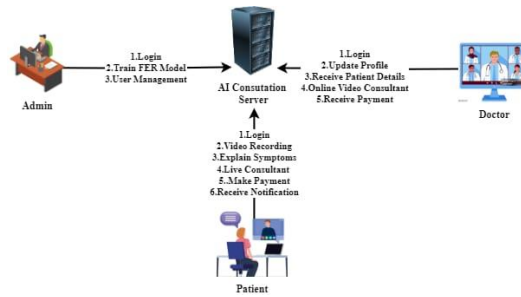 1.Login
2.Train FER Model
3.User Management
Admin
AI Consutation
Server
1.Login
2.Update Profile
3.Receive Patient Details
4.Online Video Consultant
5.Receive Payment
Doctor
1.Login
2.Video Recording
3.Explain Symptoms
4.Live Consultant
5..Make Payment
6.Receive Notification
Patient